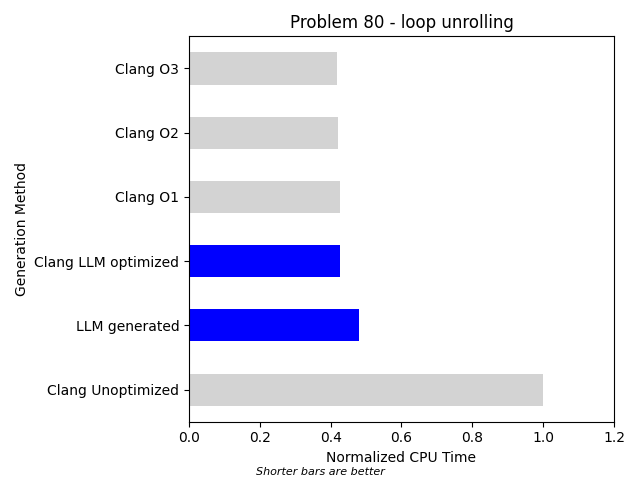 Problem 80 - loop unrolling
Generation Method
Clang O3
Clang O2
Clang O1
Clang LLM optimized
LLM generated
Clang Unoptimized
0.0 0.2 0.4 0.6 0.8 1.0 1.2
Normalized CPU Time
Shorter bars are better